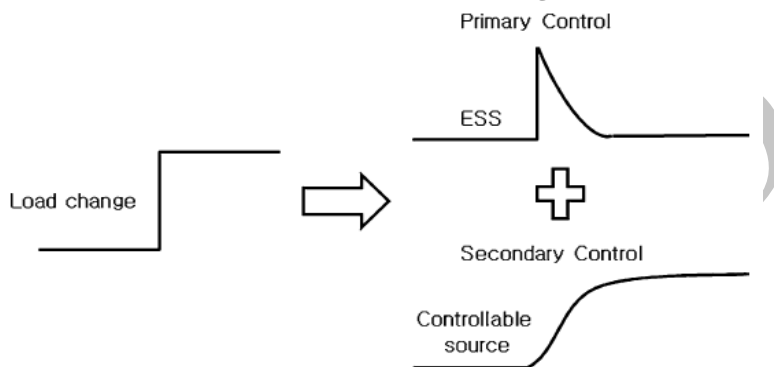 Primary Control
ESS
Load change
Secondary Control
Controllable
source